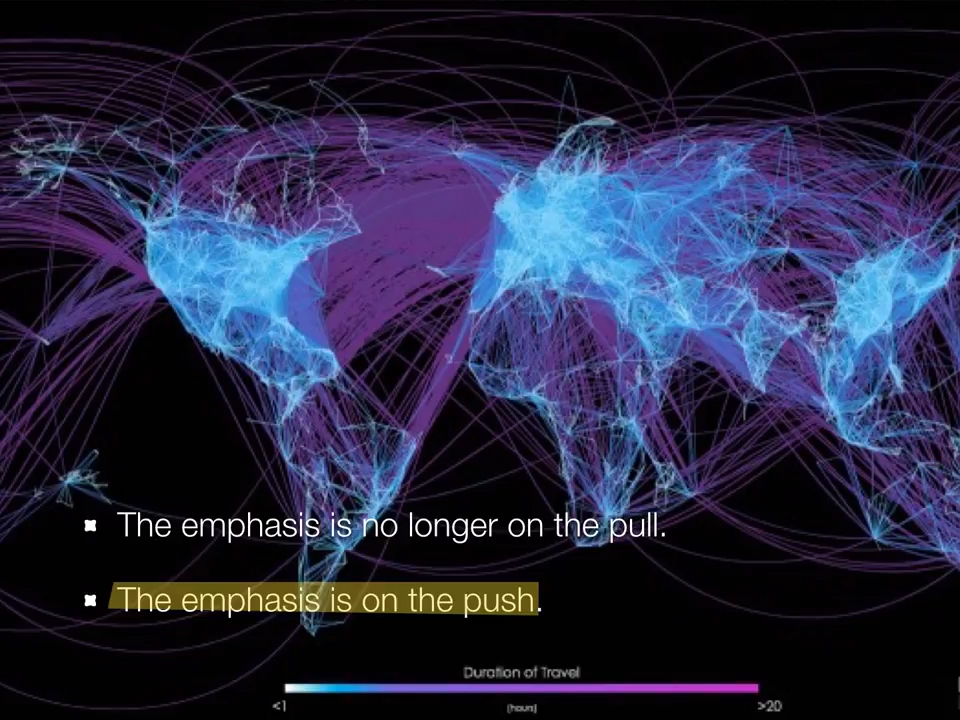 The emphasis is no longer on the pull.
The emphasis is on the push.
Duration of Travel
<1
(hours)
>20